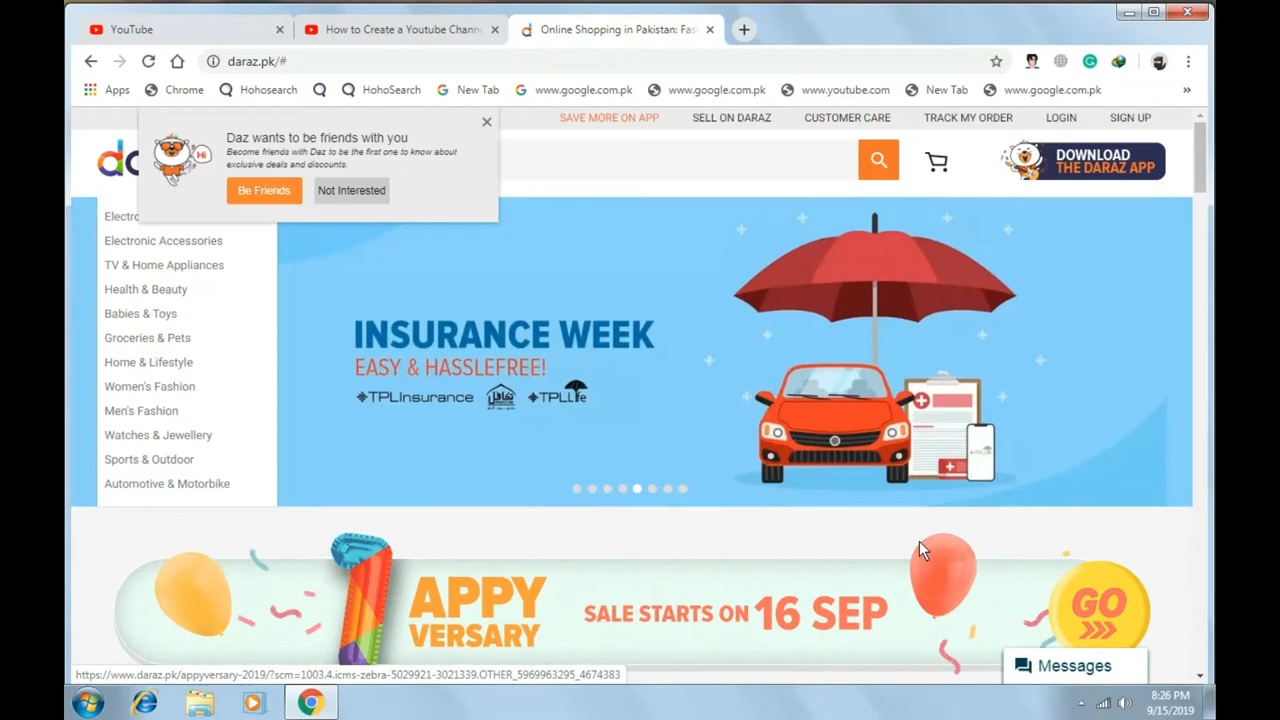 YouTube
How to Create a Youtube Chann
Online Shopping in Pakistan: Fas
daraz.pk/#
Apps
Chrome
Hohosearch
HohoSearch
New Tab
www.google.com.pk
www.google.com.pk
www.youtube.com
New Tab
www.google.com.pk
SAVE MORE ON APP
SELL ON DARAZ
CUSTOMER CARE
TRACK MY ORDER
LOGIN
SIGN UP
Hi
Daz wants to be friends with you
Become friends with Daz to be the first one to know about
exclusive deals and discounts.
Be Friends
Not Interested
DOWNLOAD
THE DARAZ APP
Electro
Electronic Accessories
TV & Home Appliances
Health & Beauty
Babies & Toys
Groceries & Pets
Home & Lifestyle
Women's Fashion
Men's Fashion
Watches & Jewellery
Sports & Outdoor
Automotive & Motorbike
INSURANCE WEEK
EASY & HASSLEFREE!
TPLInsurance
TPLLife
1
APPY
VERSARY
SALE STARTS ON 16 SEP
GO
Messages
https://www.daraz.pk/appyversary-2019/?scm=1003.4.icms-zebra-5029921-3021339.OTHER_5969963295_4674383
8:26 PM
9/15/2019